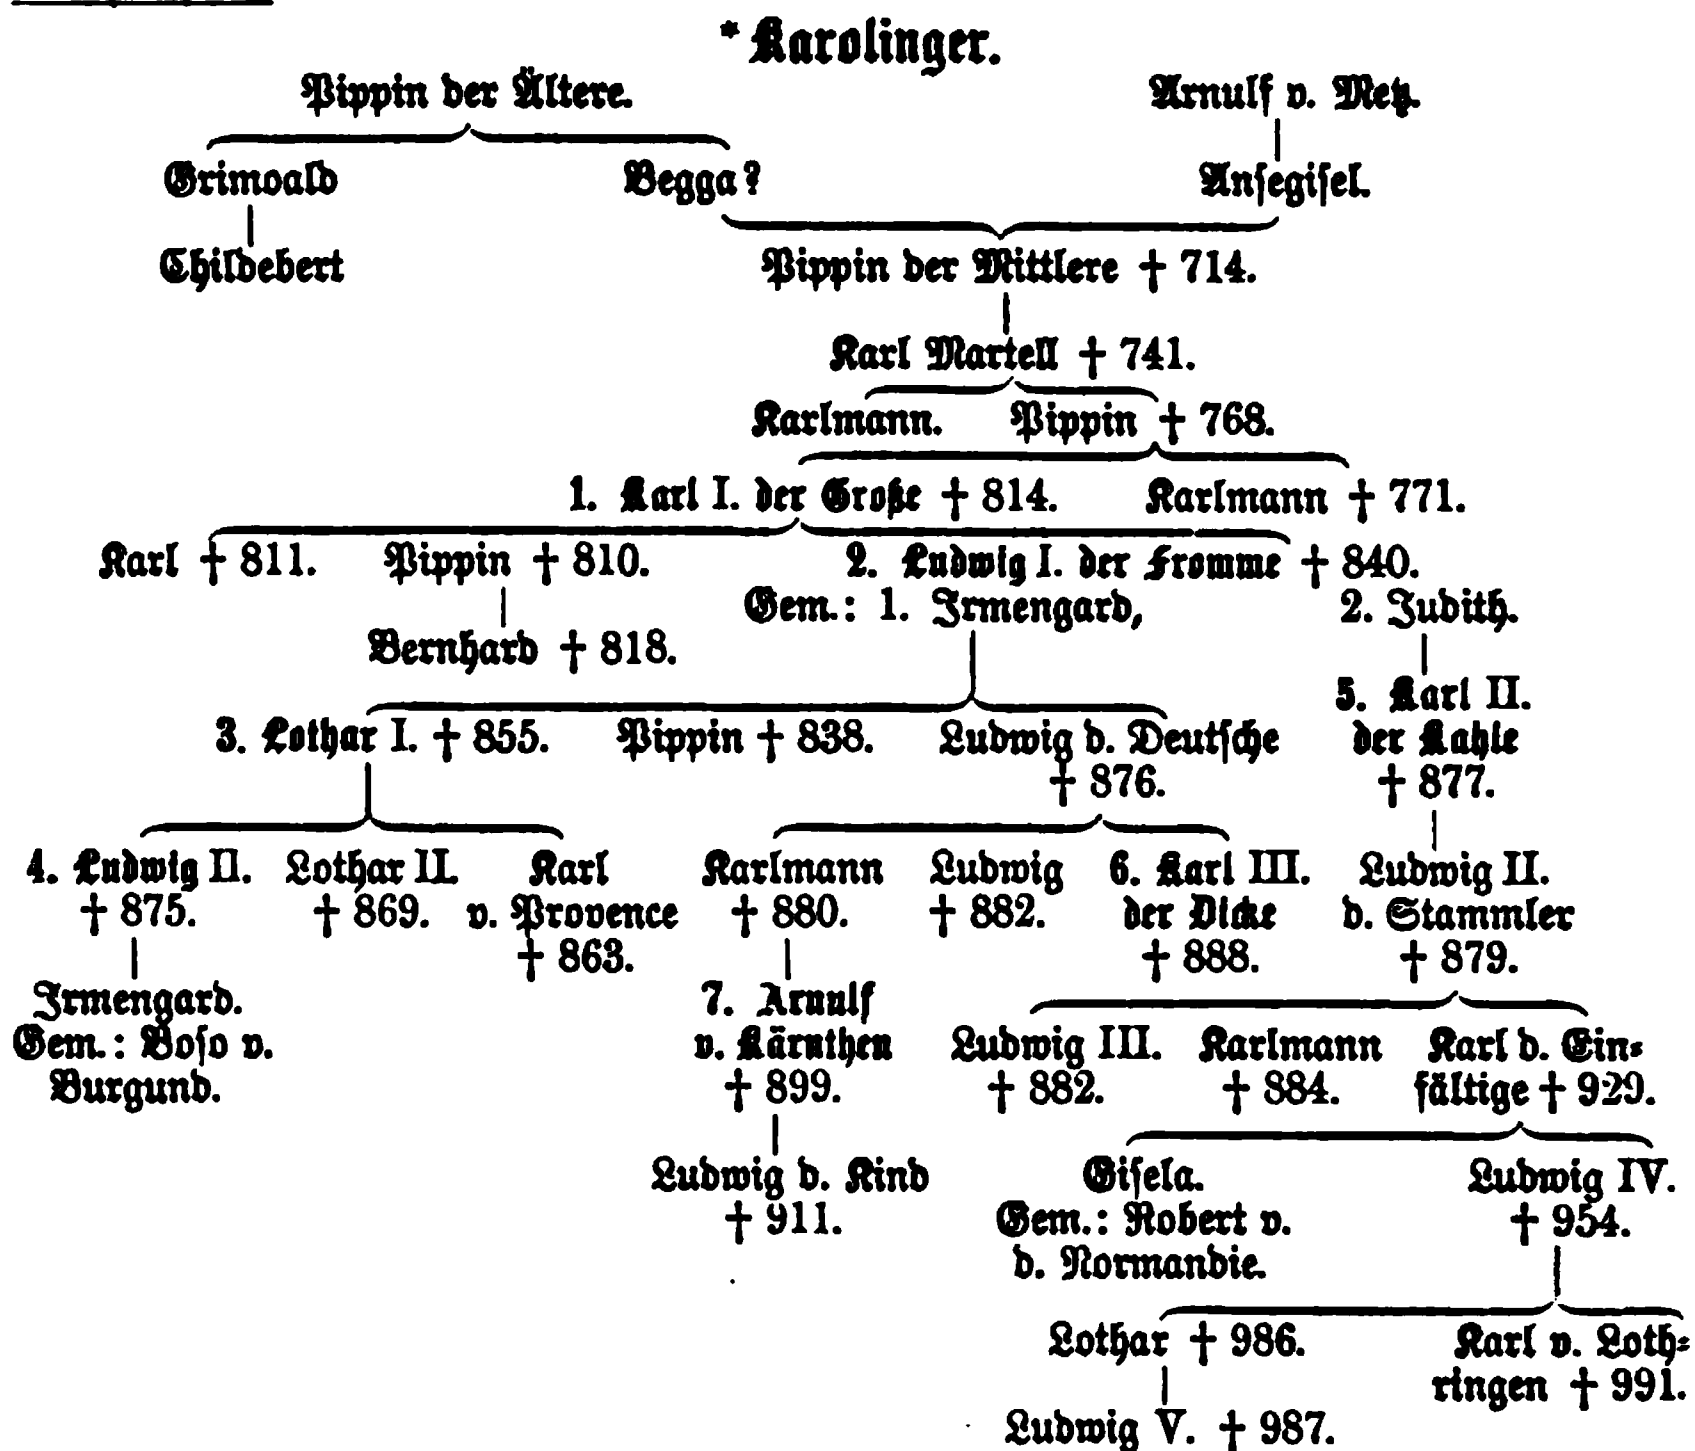 * Karolinger.
Pippin der Ältere. Arnulf v. Metz.
Grimoald Begga? Ansegisel.
Childebert Pippin der Mittlere † 714.
Karl Martell † 741.
Karlmann. Pippin † 768.
1. Karl I. der Große † 814. Karlmann † 771.
Karl † 811. Pippin † 810. 2. Ludwig I. der Fromme † 840.
Gem.: 1. Irmengard, 2. Judith.
Bernhard † 818.
5. Karl II.
3. Lothar I. † 855. Pippin † 838. Ludwig d. Deutsche der Kahle
† 876. † 877.
4. Ludwig II. Lothar II. Karl Karlmann Ludwig 6. Karl III. Ludwig II.
† 875. † 869. v. Provence † 880. † 882. der Dicke d. Stammler
† 863. † 888. † 879.
Irmengard. 7. Arnulf
Gem.: Boso v. v. Kärnthen Ludwig III. Karlmann Karl d. Ein⸗
Burgund. † 899. † 882. † 884. fältige † 929.
Ludwig d. Kind Gisela. Ludwig IV.
† 911. Gem.: Robert v. † 954.
d. Normandie.
Lothar † 986. Karl v. Loth⸗
ringen † 991.
Ludwig V. † 987.